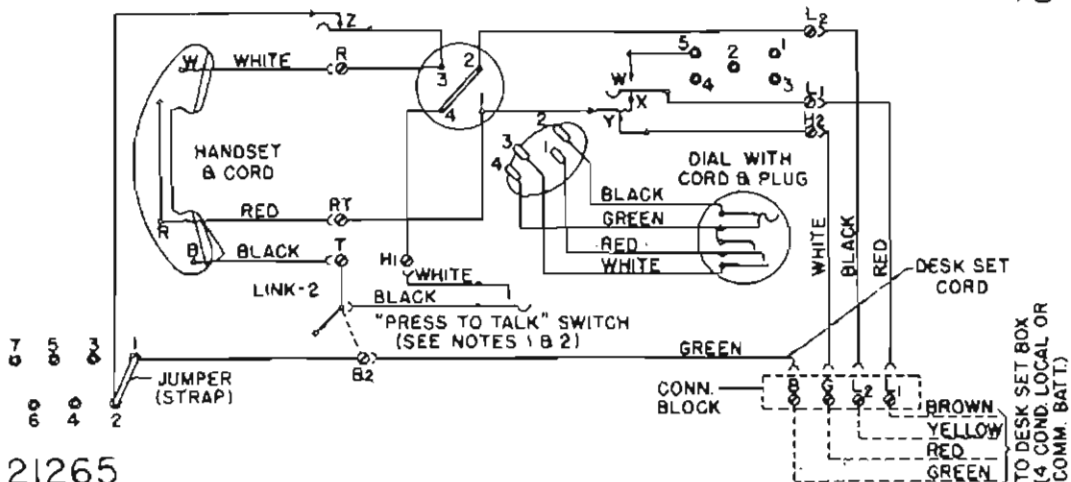 L2
Z
W
WHITE
R
3
2
4
1
5
2
1
4
3
W
X
Y
L1
H2
HANDSET
& CORD
2
3
1
4
DIAL WITH
CORD & PLUG
BLACK
GREEN
RED
WHITE
R
RED
RT
B
BLACK
T
H1
WHITE
LINK-2
BLACK
"PRESS TO TALK" SWITCH
(SEE NOTES 1 & 2)
WHITE
BLACK
RED
DESK SET
CORD
7
5
3
1
JUMPER
(STRAP)
6
4
2
B2
GREEN
CONN.
BLOCK
B
C
L2
L1
BROWN
YELLOW
RED
GREEN
TO DESK SET BOX
(4 COND. LOCAL OR
COMM. BATT.)
21265